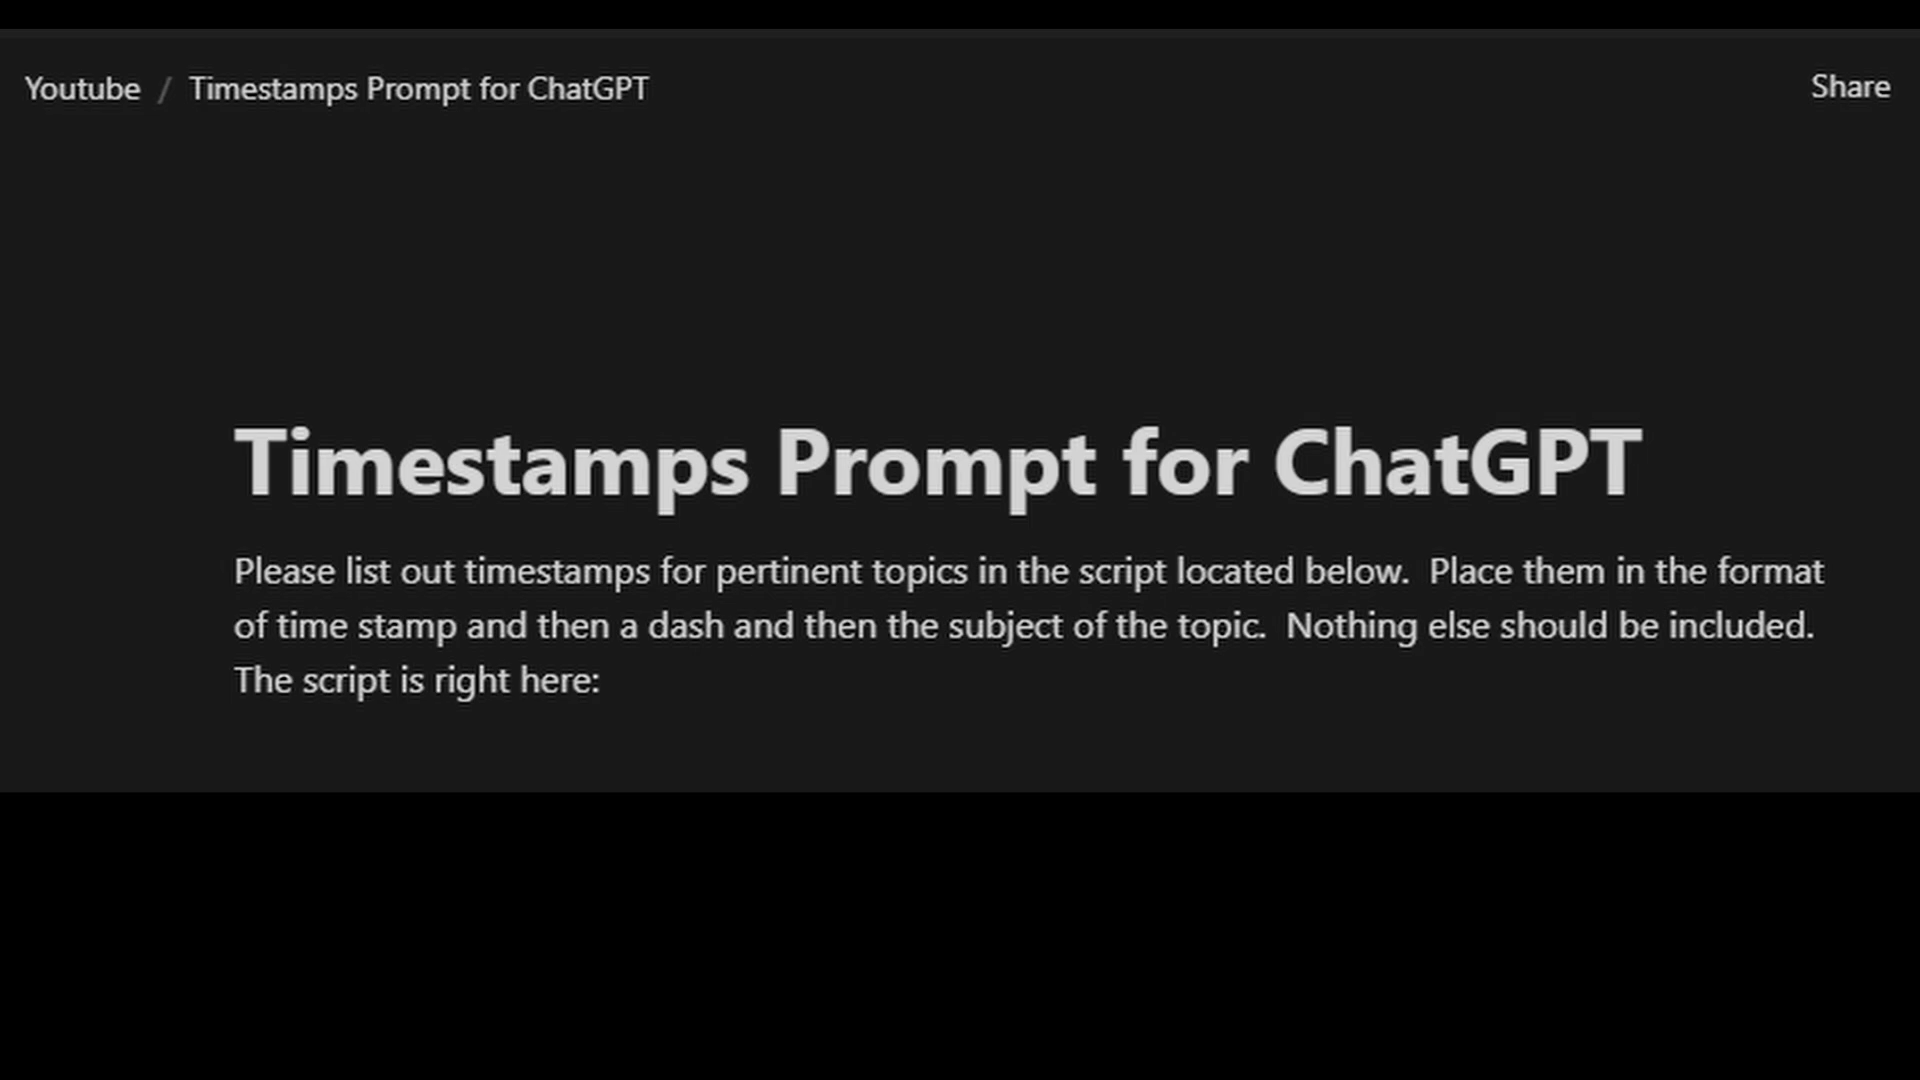 Youtube / Timestamps Prompt for ChatGPT
Share
Timestamps Prompt for ChatGPT
Please list out timestamps for pertinent topics in the script located below.  Place them in the format
of time stamp and then a dash and then the subject of the topic.  Nothing else should be included.
The script is right here: